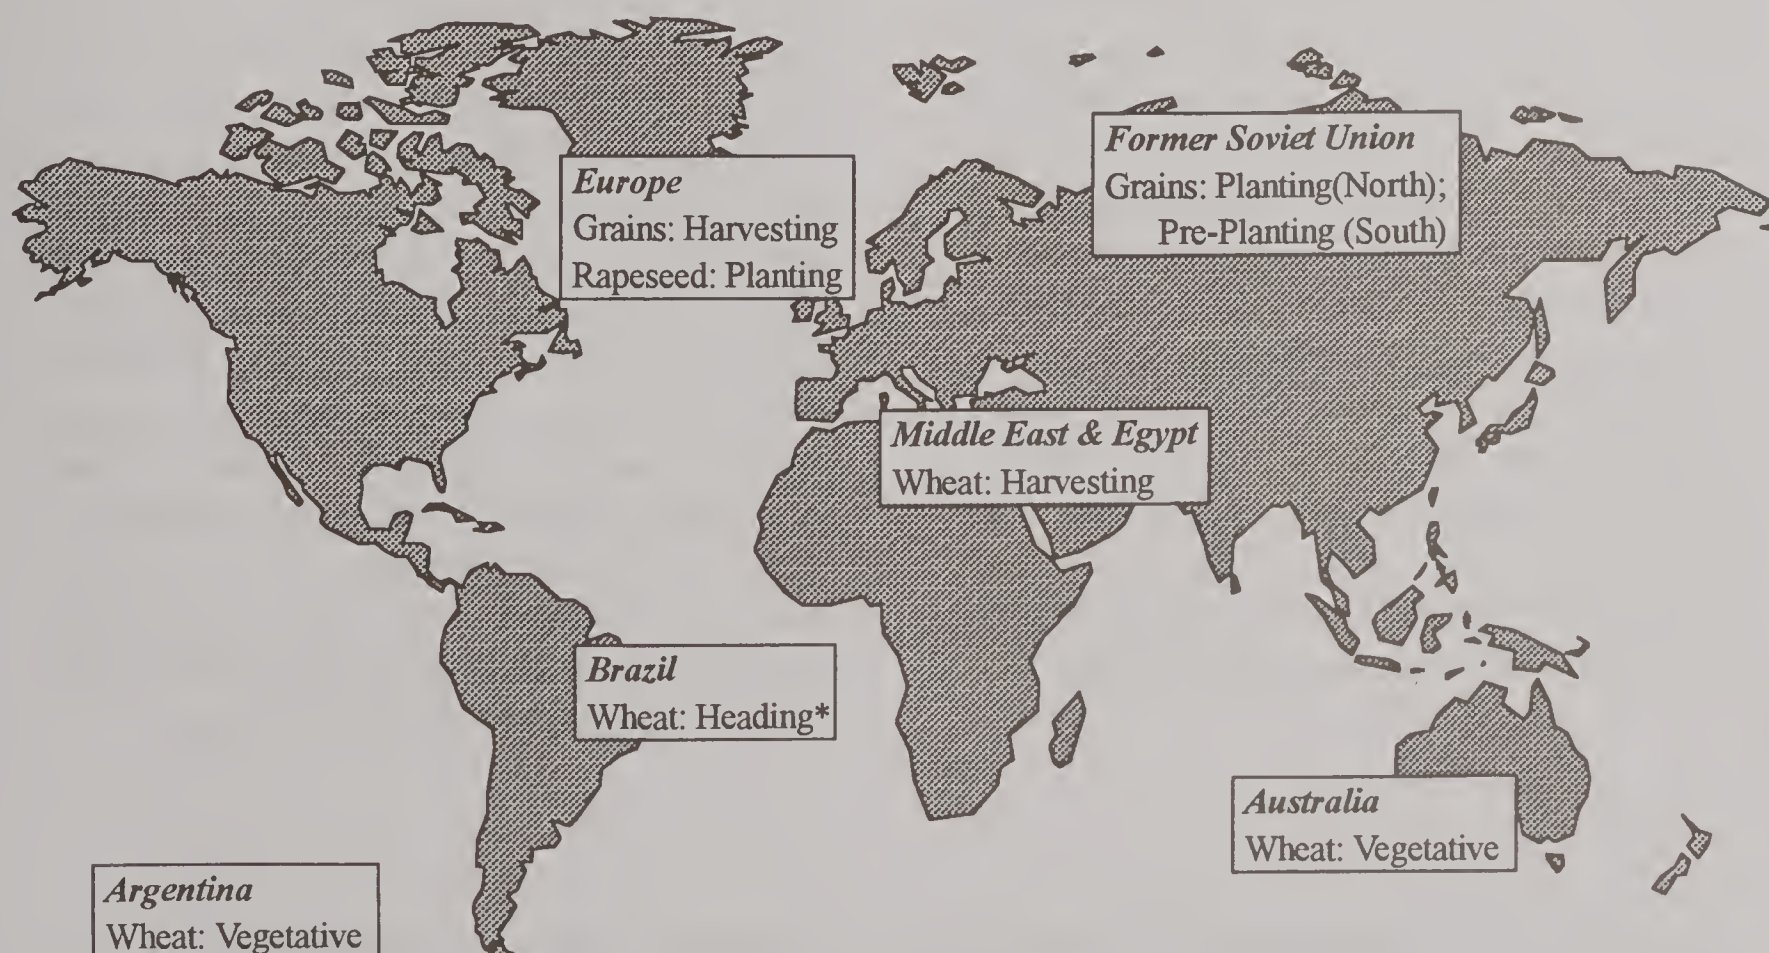 Former Soviet Union
Grains: Planting(North);
Pre-Planting (South)
Europe
Grains: Harvesting
Rapeseed: Planting
Middle East & Egypt
Wheat: Harvesting
Brazil
Wheat: Heading*
Australia
Wheat: Vegetative
Argentina
Wheat: Vegetative